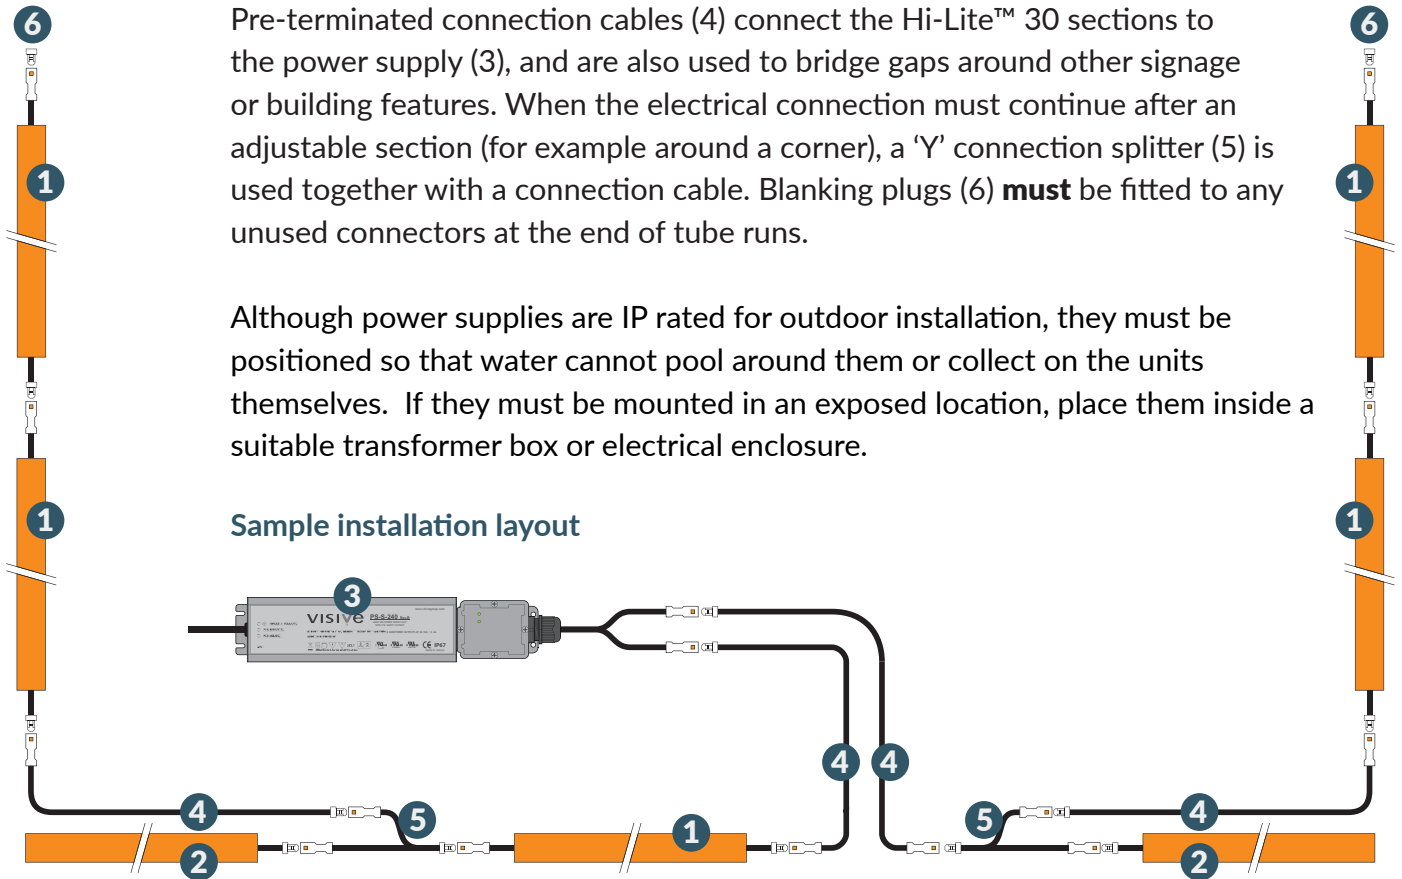 6
Pre-terminated connection cables (4) connect the Hi-Lite™ 30 sections to
6
the power supply (3), and are also used to bridge gaps around other signage
or building features. When the electrical connection must continue after an
adjustable section (for example around a corner), a ‘Y’ connection splitter (5) is
1
used together with a connection cable. Blanking plugs (6) must be fitted to any
1
unused connectors at the end of tube runs.
Although power supplies are IP rated for outdoor installation, they must be
positioned so that water cannot pool around them or collect on the units
themselves.  If they must be mounted in an exposed location, place them inside a
suitable transformer box or electrical enclosure.
1
Sample installation layout
1
3
VISIVE PS-S-240
IP67
4
4
4
5
5
4
1
2
2